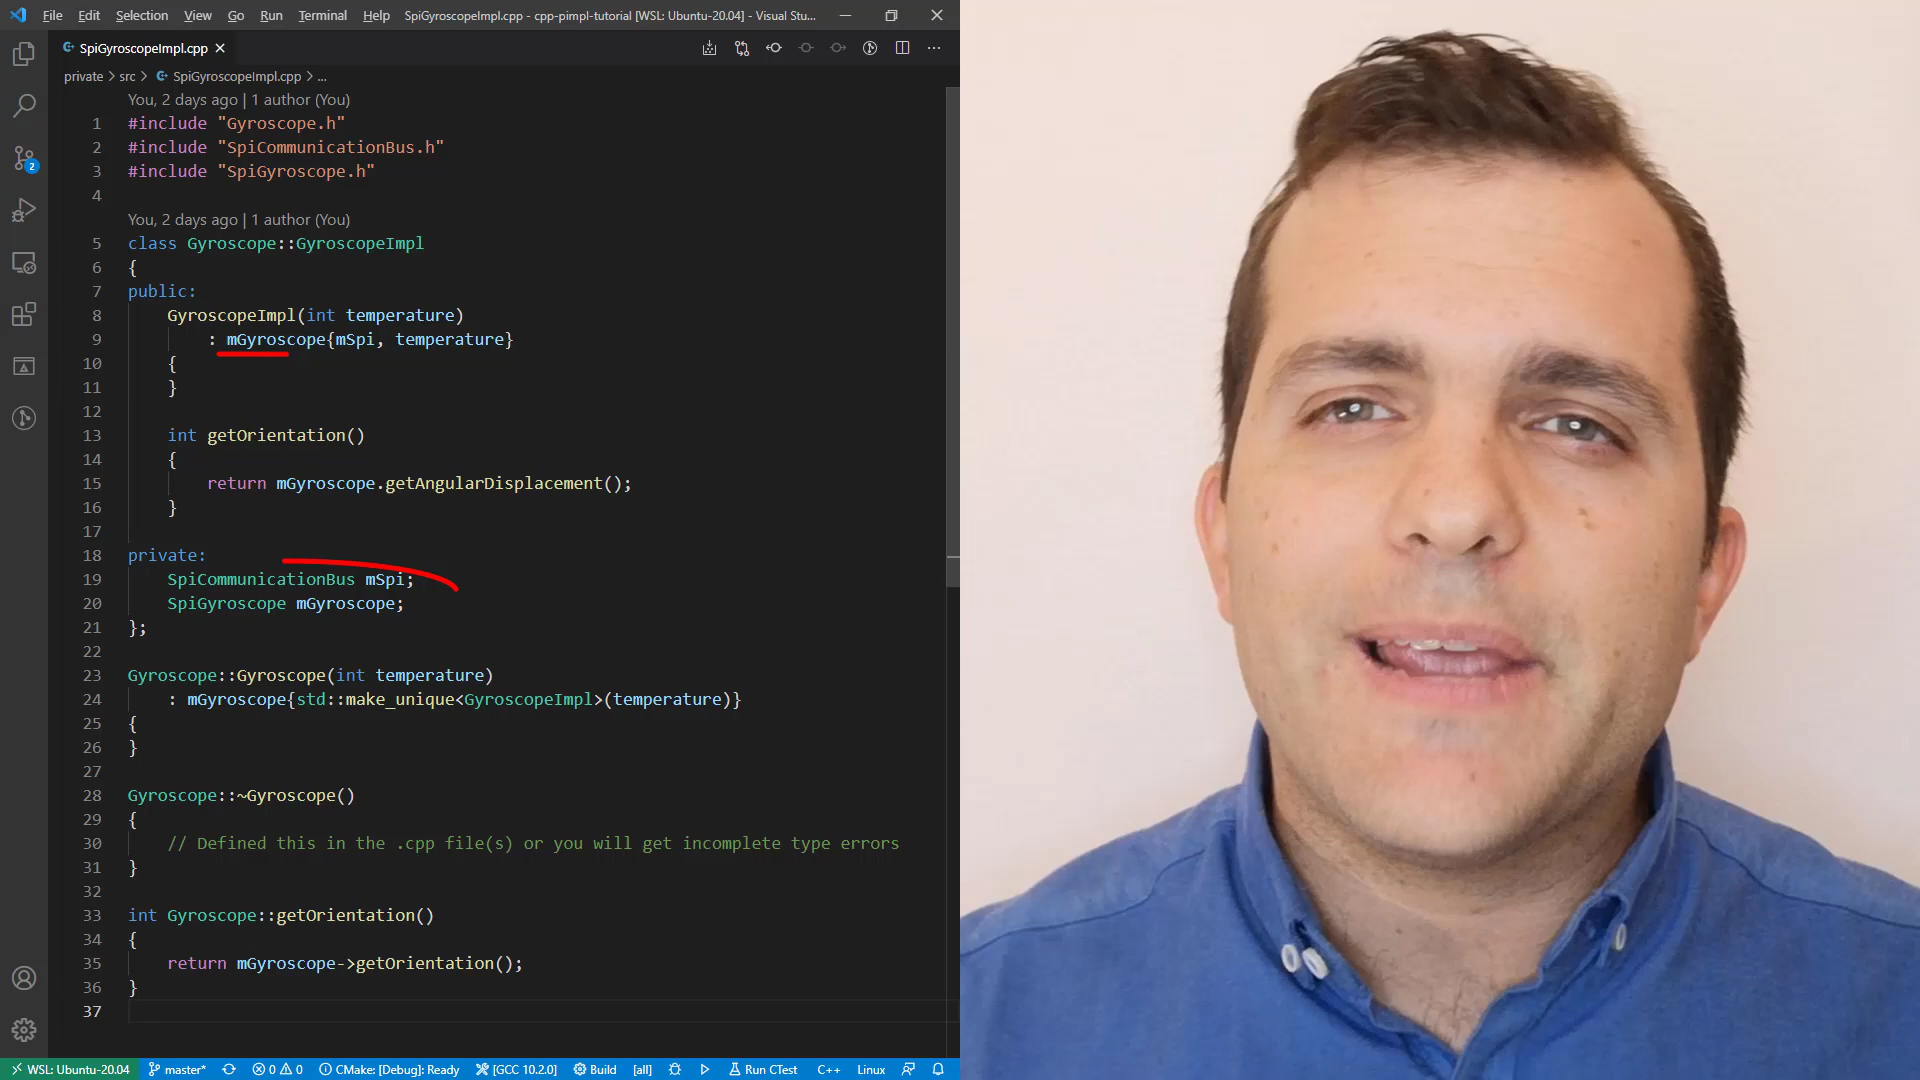 File Edit Selection View Go Run Terminal Help SpiGyroscopeImpl.cpp - cpp-pimpl-tutorial [WSL: Ubuntu-20.04] - Visual Stu...
SpiGyroscopeImpl.cpp
private > src > SpiGyroscopeImpl.cpp > ...
You, 2 days ago | 1 author (You)
1 #include "Gyroscope.h"
2 #include "SpiCommunicationBus.h"
3 #include "SpiGyroscope.h"
4
You, 2 days ago | 1 author (You)
5 class Gyroscope::GyroscopeImpl
6 {
7 public:
8 GyroscopeImpl(int temperature)
9 : mGyroscope{mSpi, temperature}
10 {
11 }
12
13 int getOrientation()
14 {
15 return mGyroscope.getAngularDisplacement();
16 }
17
18 private:
19 SpiCommunicationBus mSpi;
20 SpiGyroscope mGyroscope;
21 };
22
23 Gyroscope::Gyroscope(int temperature)
24 : mGyroscope{std::make_unique<GyroscopeImpl>(temperature)}
25 {
26 }
27
28 Gyroscope::~Gyroscope()
29 {
30 // Defined this in the .cpp file(s) or you will get incomplete type errors
31 }
32
33 int Gyroscope::getOrientation()
34 {
35 return mGyroscope->getOrientation();
36 }
37
2
WSL: Ubuntu-20.04 master* 0 0 CMake: [Debug]: Ready [GCC 10.2.0] Build [all] Run CTest C++ Linux